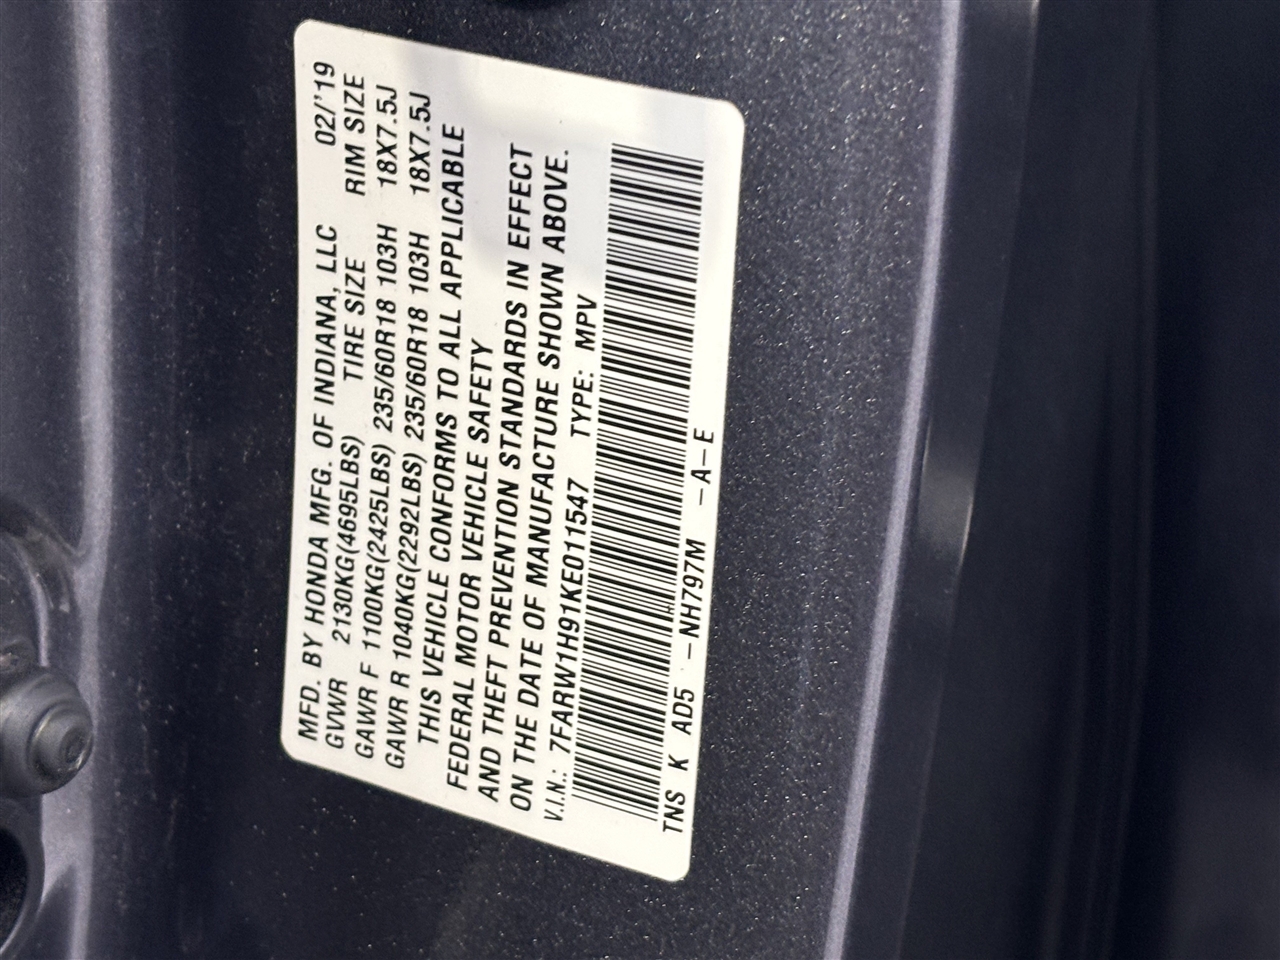 MFD. BY HONDA MFG. OF INDIANA, LLC 02/'19
GVWR 2130KG(4695LBS) TIRE SIZE RIM SIZE
GAWR F 1100KG(2425LBS) 235/60R18 103H 18X7.5J
GAWR R 1040KG(2292LBS) 235/60R18 103H 18X7.5J
THIS VEHICLE CONFORMS TO ALL APPLICABLE
FEDERAL MOTOR VEHICLE SAFETY
AND THEFT PREVENTION STANDARDS IN EFFECT
ON THE DATE OF MANUFACTURE SHOWN ABOVE.
V.I.N.: 7FARW1H91KE011547 TYPE: MPV
TNS K AD5 -NH797M -A-E